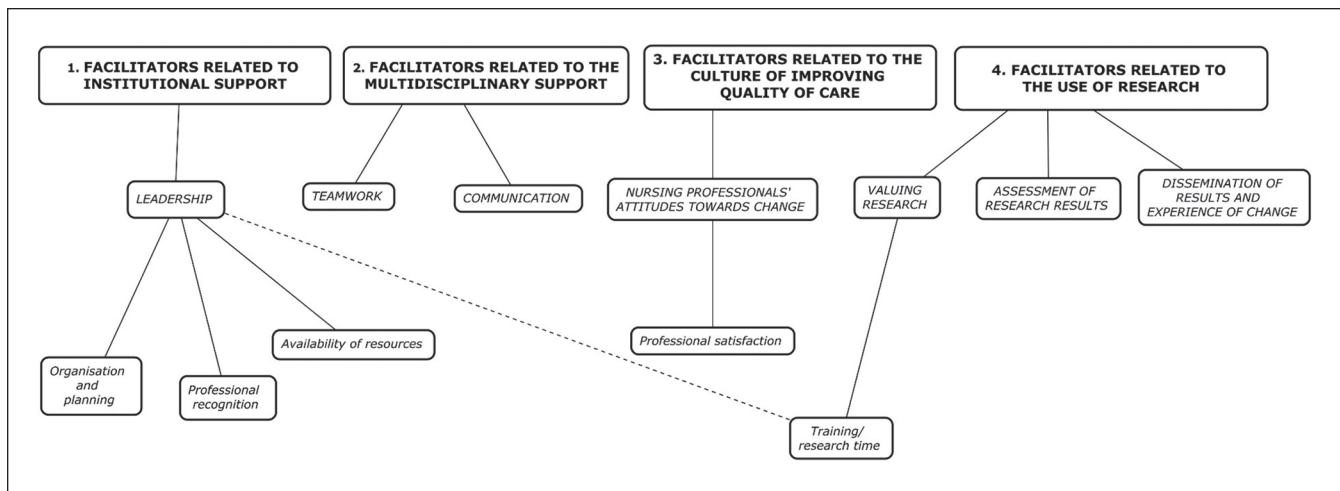 1. FACILITATORS RELATED TO
INSTITUTIONAL SUPPORT
2. FACILITATORS RELATED TO THE
MULTIDISCIPLINARY SUPPORT
3. FACILITATORS RELATED TO THE
CULTURE OF IMPROVING
QUALITY OF CARE
4. FACILITATORS RELATED TO
THE USE OF RESEARCH
LEADERSHIP
TEAMWORK
COMMUNICATION
NURSING PROFESSIONALS'
ATTITUDES TOWARDS CHANGE
VALUING
RESEARCH
ASSESSMENT OF
RESEARCH RESULTS
DISSEMINATION OF
RESULTS AND
EXPERIENCE OF CHANGE
Organisation
and
planning
Professional
recognition
Availability of resources
Professional satisfaction
Training/
research time